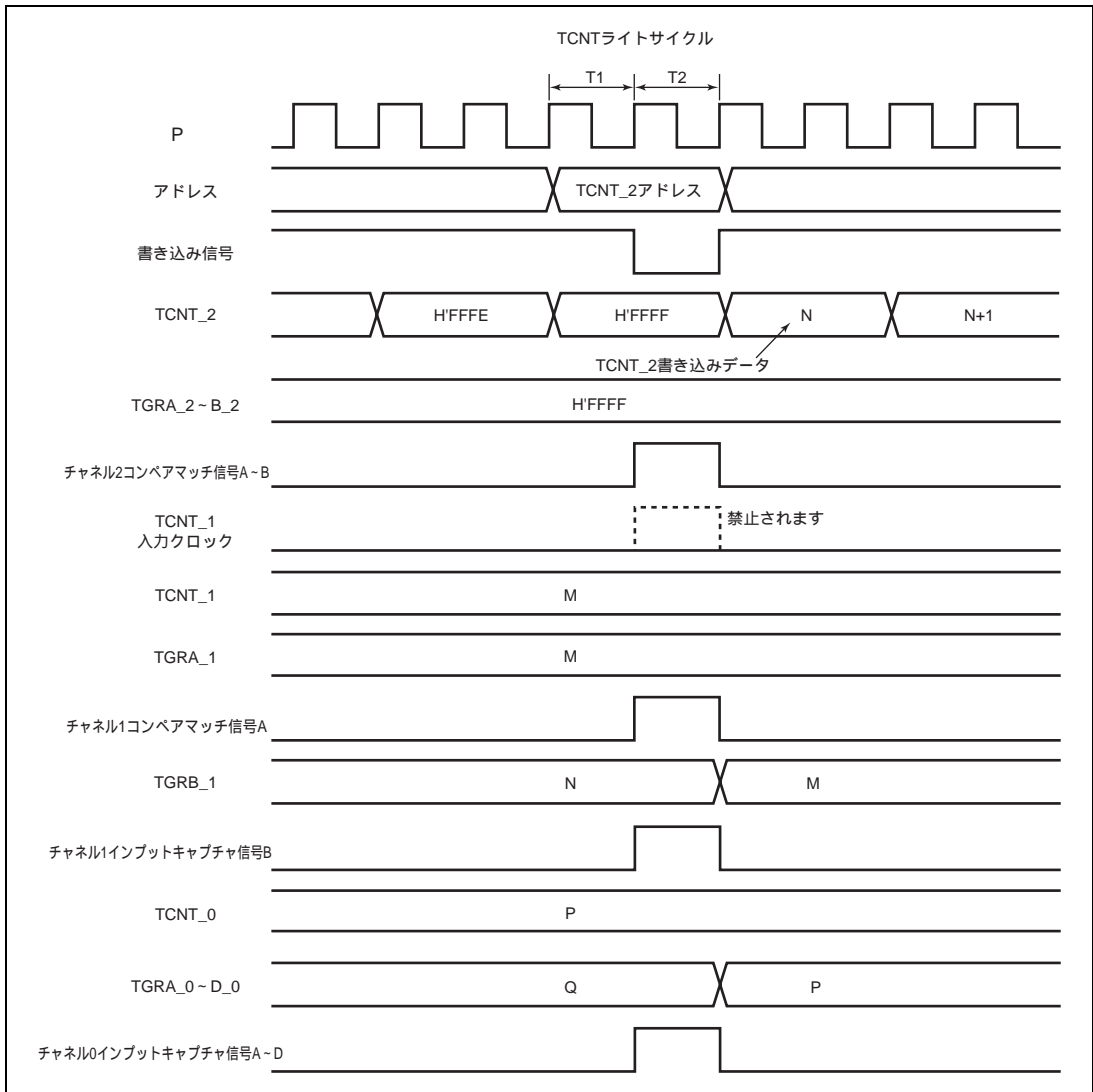 TCNTライトサイクル
T1 T2
P
アドレス TCNT_2アドレス
書き込み信号
TCNT_2 H'FFFE H'FFFF N N+1
TCNT_2書き込みデータ
TGRA_2~B_2 H'FFFF
チャネル2コンペアマッチ信号A~B
TCNT_1
入力クロック
禁止されます
TCNT_1 M
TGRA_1 M
チャネル1コンペアマッチ信号A
TGRB_1 N M
チャネル1インプットキャプチャ信号B
TCNT_0 P
TGRA_0~D_0 Q P
チャネル0インプットキャプチャ信号A~D